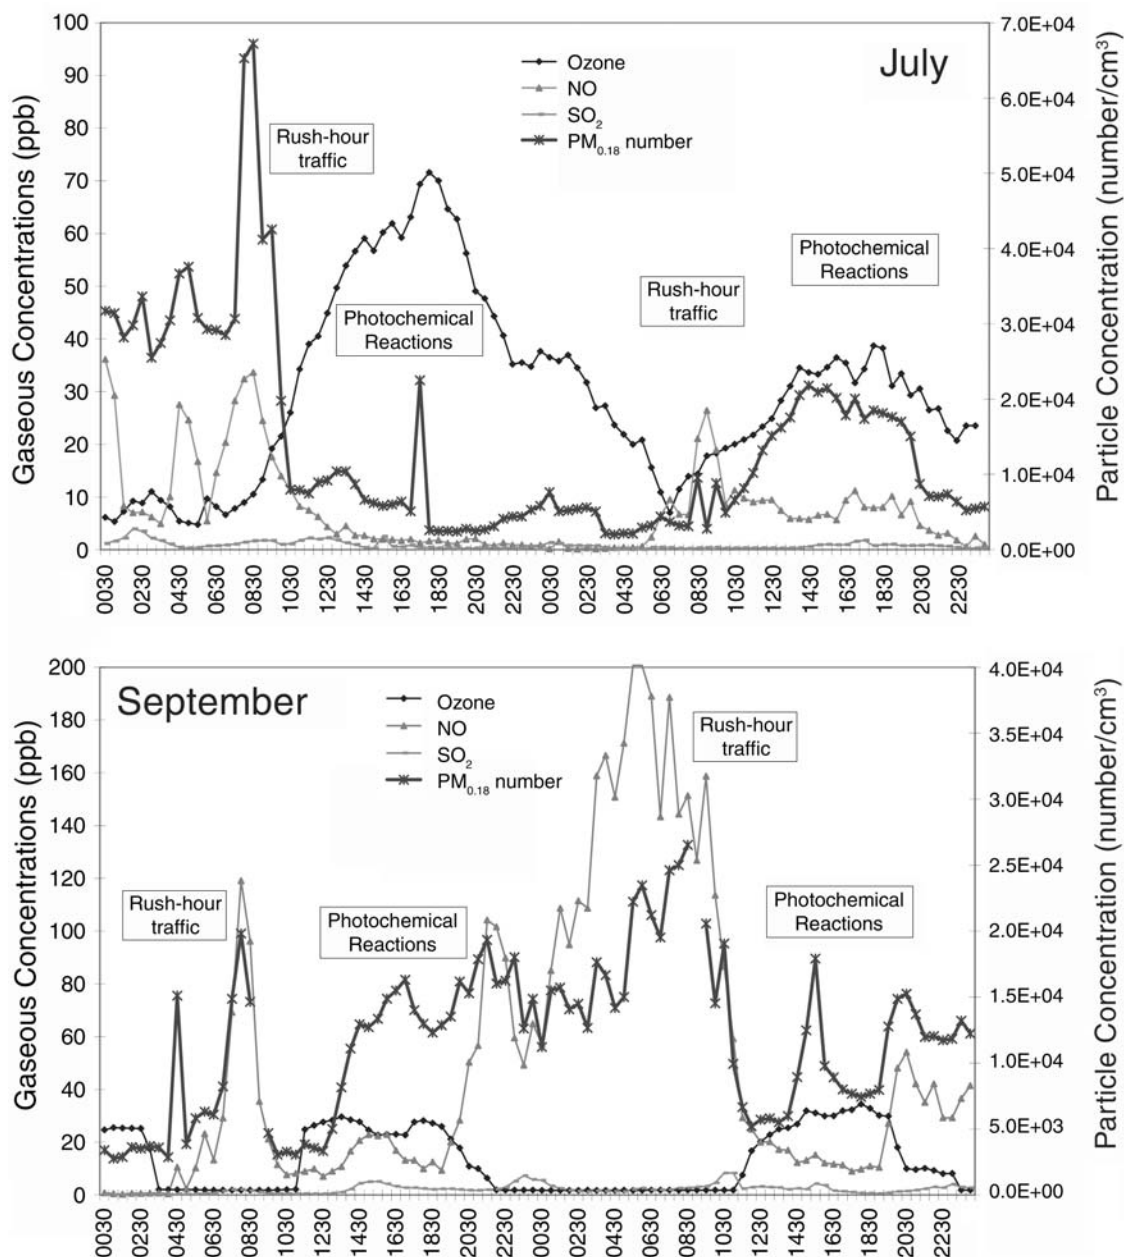 July
Ozone
NO
SO2
PM0.18 number
Gaseous Concentrations (ppb)
100
90
80
70
60
50
40
30
20
10
0
Particle Concentration (number/cm3)
7.0E+04
6.0E+04
5.0E+04
4.0E+04
3.0E+04
2.0E+04
1.0E+04
0.0E+00
Rush-hour
traffic
Photochemical
Reactions
Rush-hour
traffic
Photochemical
Reactions
0030 0230 0430 0630 0830 1030 1230 1430 1630 1830 2030 2230 0030 0230 0430 0630 0830 1030 1230 1430 1630 1830 2030 2230
September
Ozone
NO
SO2
PM0.18 number
Gaseous Concentrations (ppb)
200
180
160
140
120
100
80
60
40
20
0
Particle Concentration (number/cm3)
4.0E+04
3.5E+04
3.0E+04
2.5E+04
2.0E+04
1.5E+04
1.0E+04
5.0E+03
0.0E+00
Rush-hour
traffic
Photochemical
Reactions
Rush-hour
traffic
Photochemical
Reactions
0030 0230 0430 0630 0830 1030 1230 1430 1630 1830 2030 2230 0030 0230 0430 0630 0830 1030 1230 1430 1630 1830 2030 2230